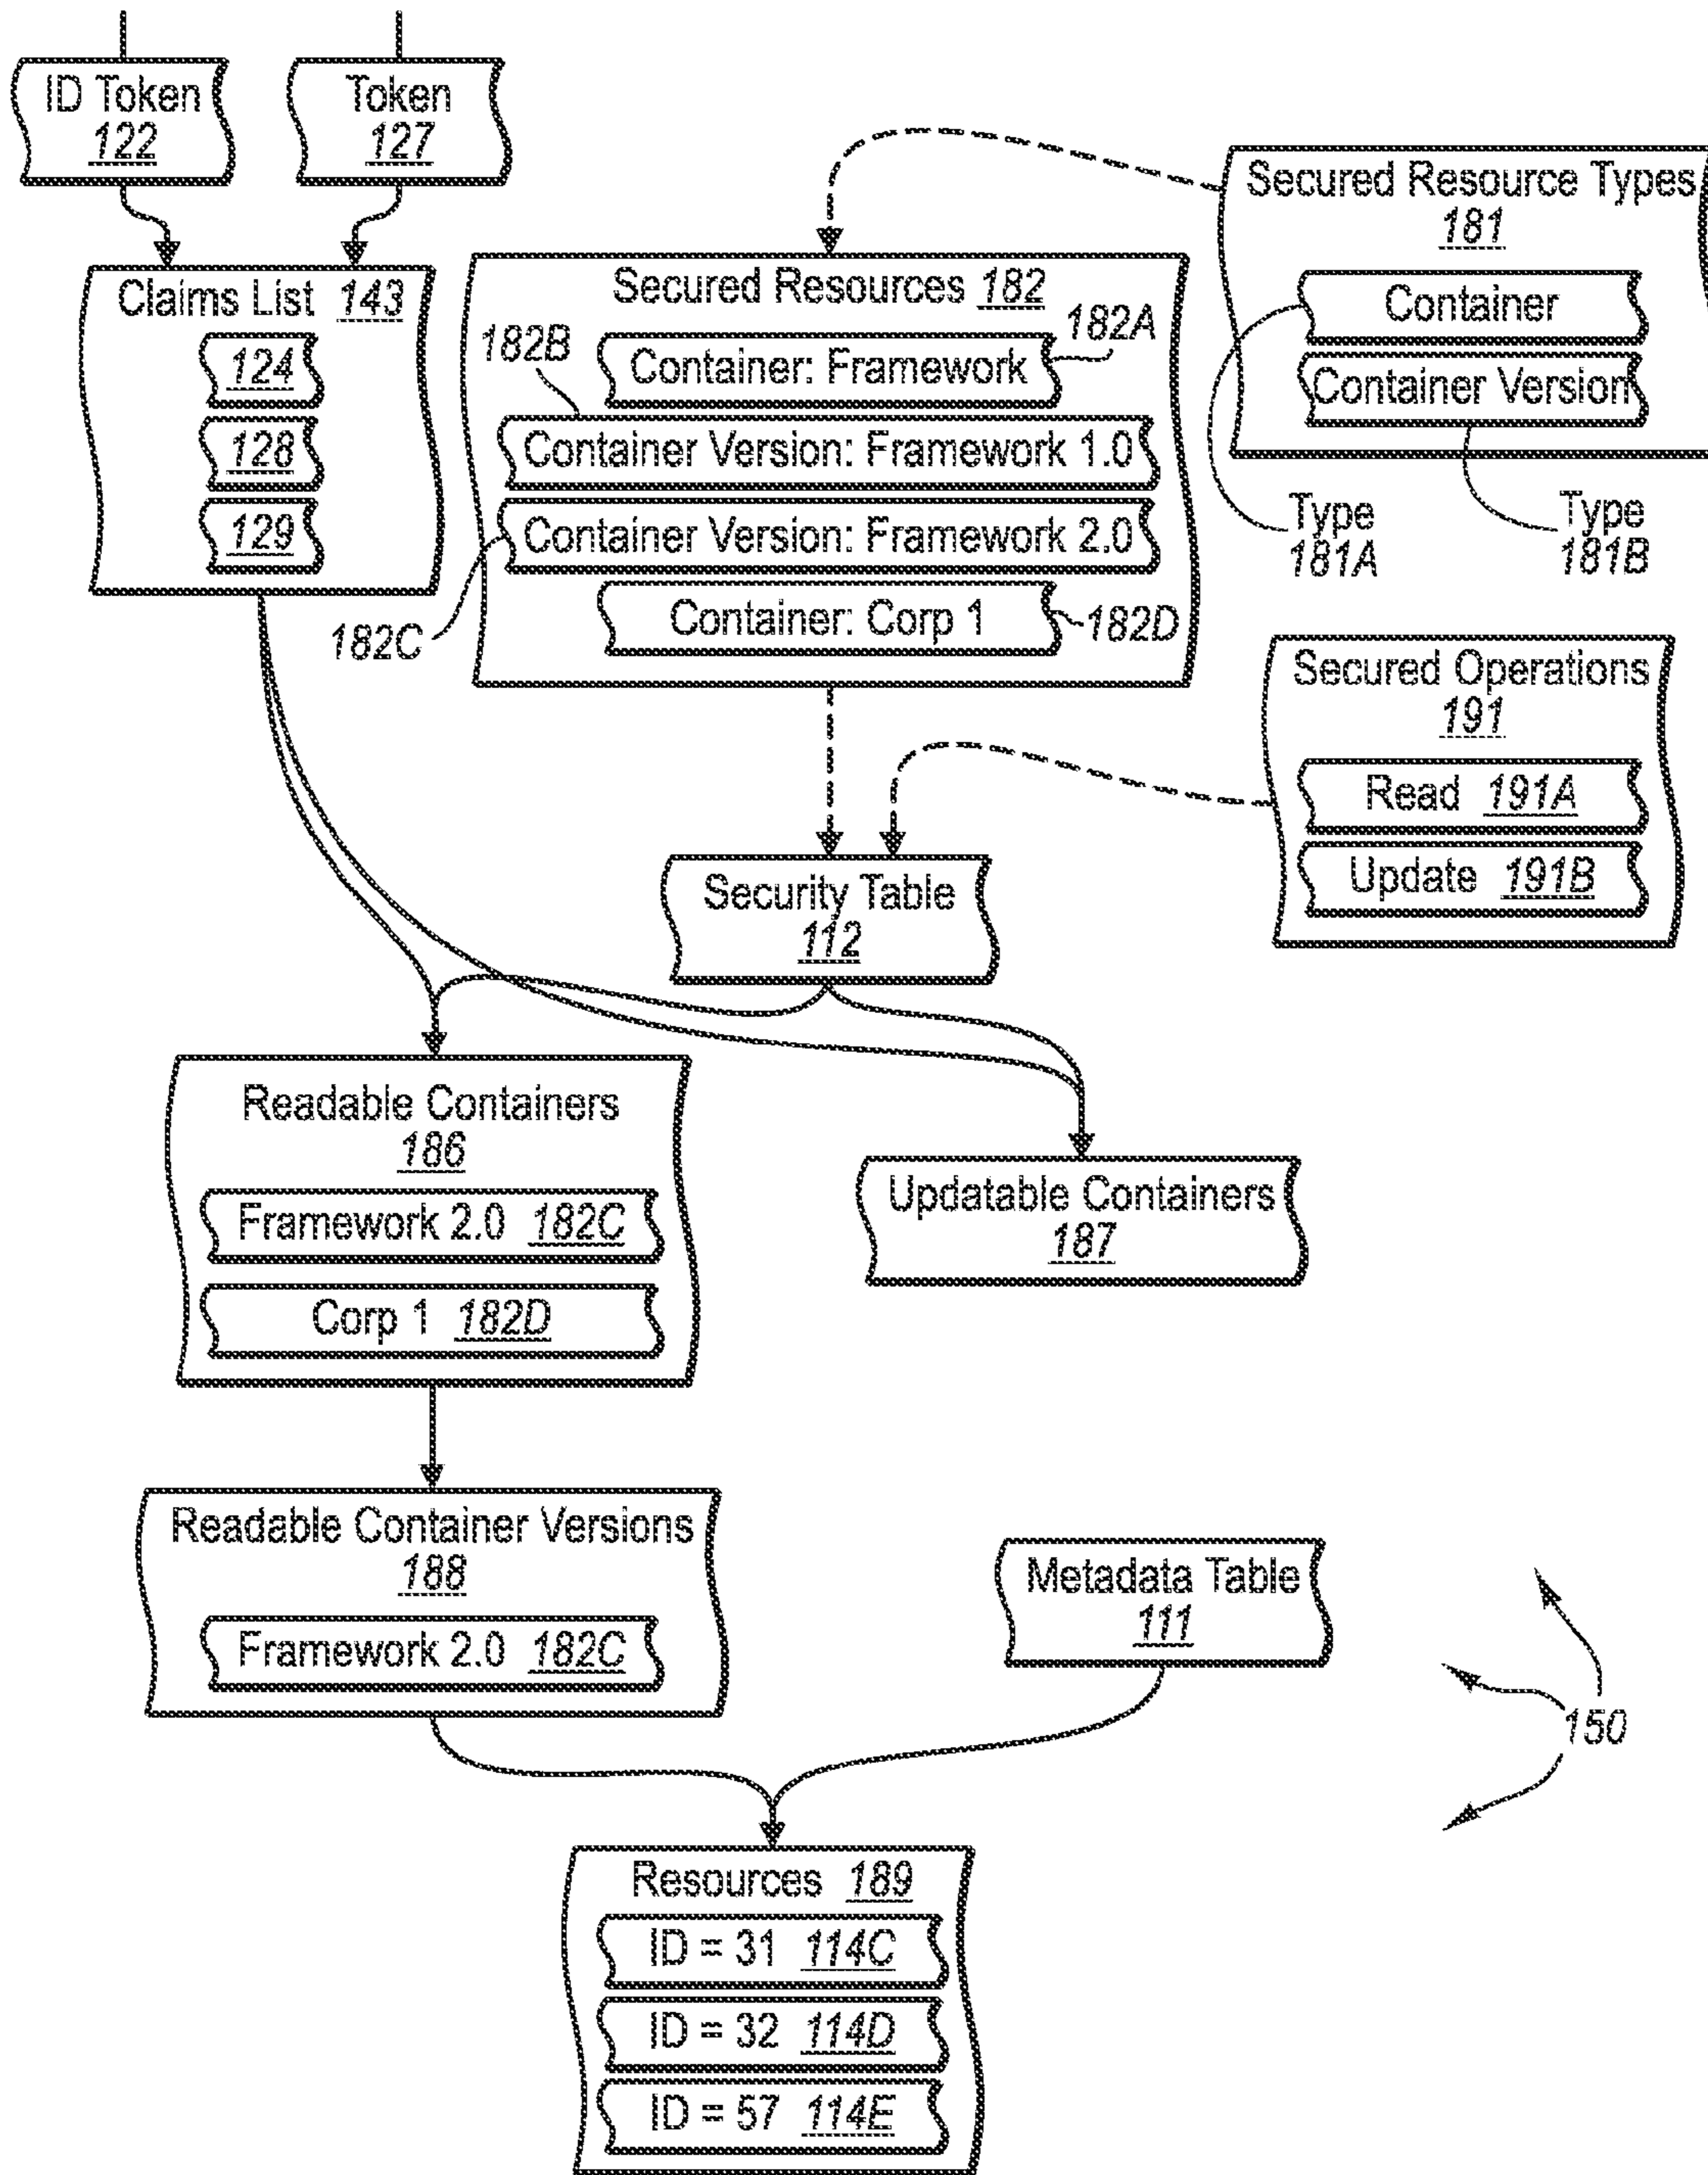 ID Token
122
Token
127
Claims List 143
124
128
129
Secured Resources 182
182A
182B
Container: Framework
Container Version: Framework 1.0
Container Version: Framework 2.0
Container: Corp 1
182C
182D
Secured Resource Types
181
Container
Container Version
Type
181A
Type
181B
Secured Operations
191
Read 191A
Update 191B
Security Table
112
Readable Containers
186
Framework 2.0 182C
Corp 1 182D
Updatable Containers
187
Readable Container Versions
188
Framework 2.0 182C
Metadata Table
111
150
Resources 189
ID = 31 114C
ID = 32 114D
ID = 57 114E